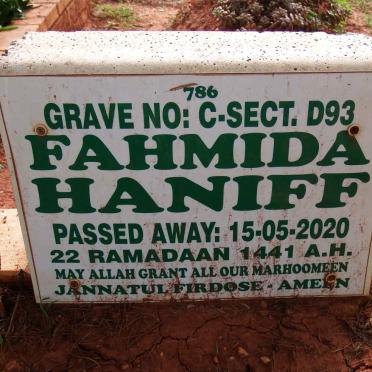 786
GRAVE NO: C-SECT. D93
FAHMIDA
HANIFF
PASSED AWAY: 15-05-2020
22 RAMADAAN 1441 A.H.
MAY ALLAH GRANT ALL OUR MARHOOMEEN
JANNATUL FIRDOSE - AMEEN